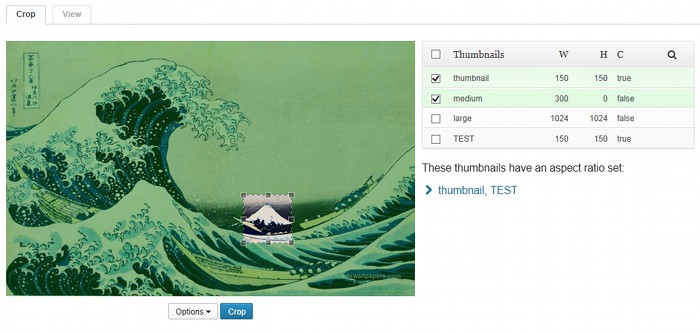 Crop
View
Thumbnails W H C
thumbnail 150 150 true
medium 300 0 false
large 1024 1024 false
TEST 150 150 true
These thumbnails have an aspect ratio set:
thumbnail, TEST
Options
Crop